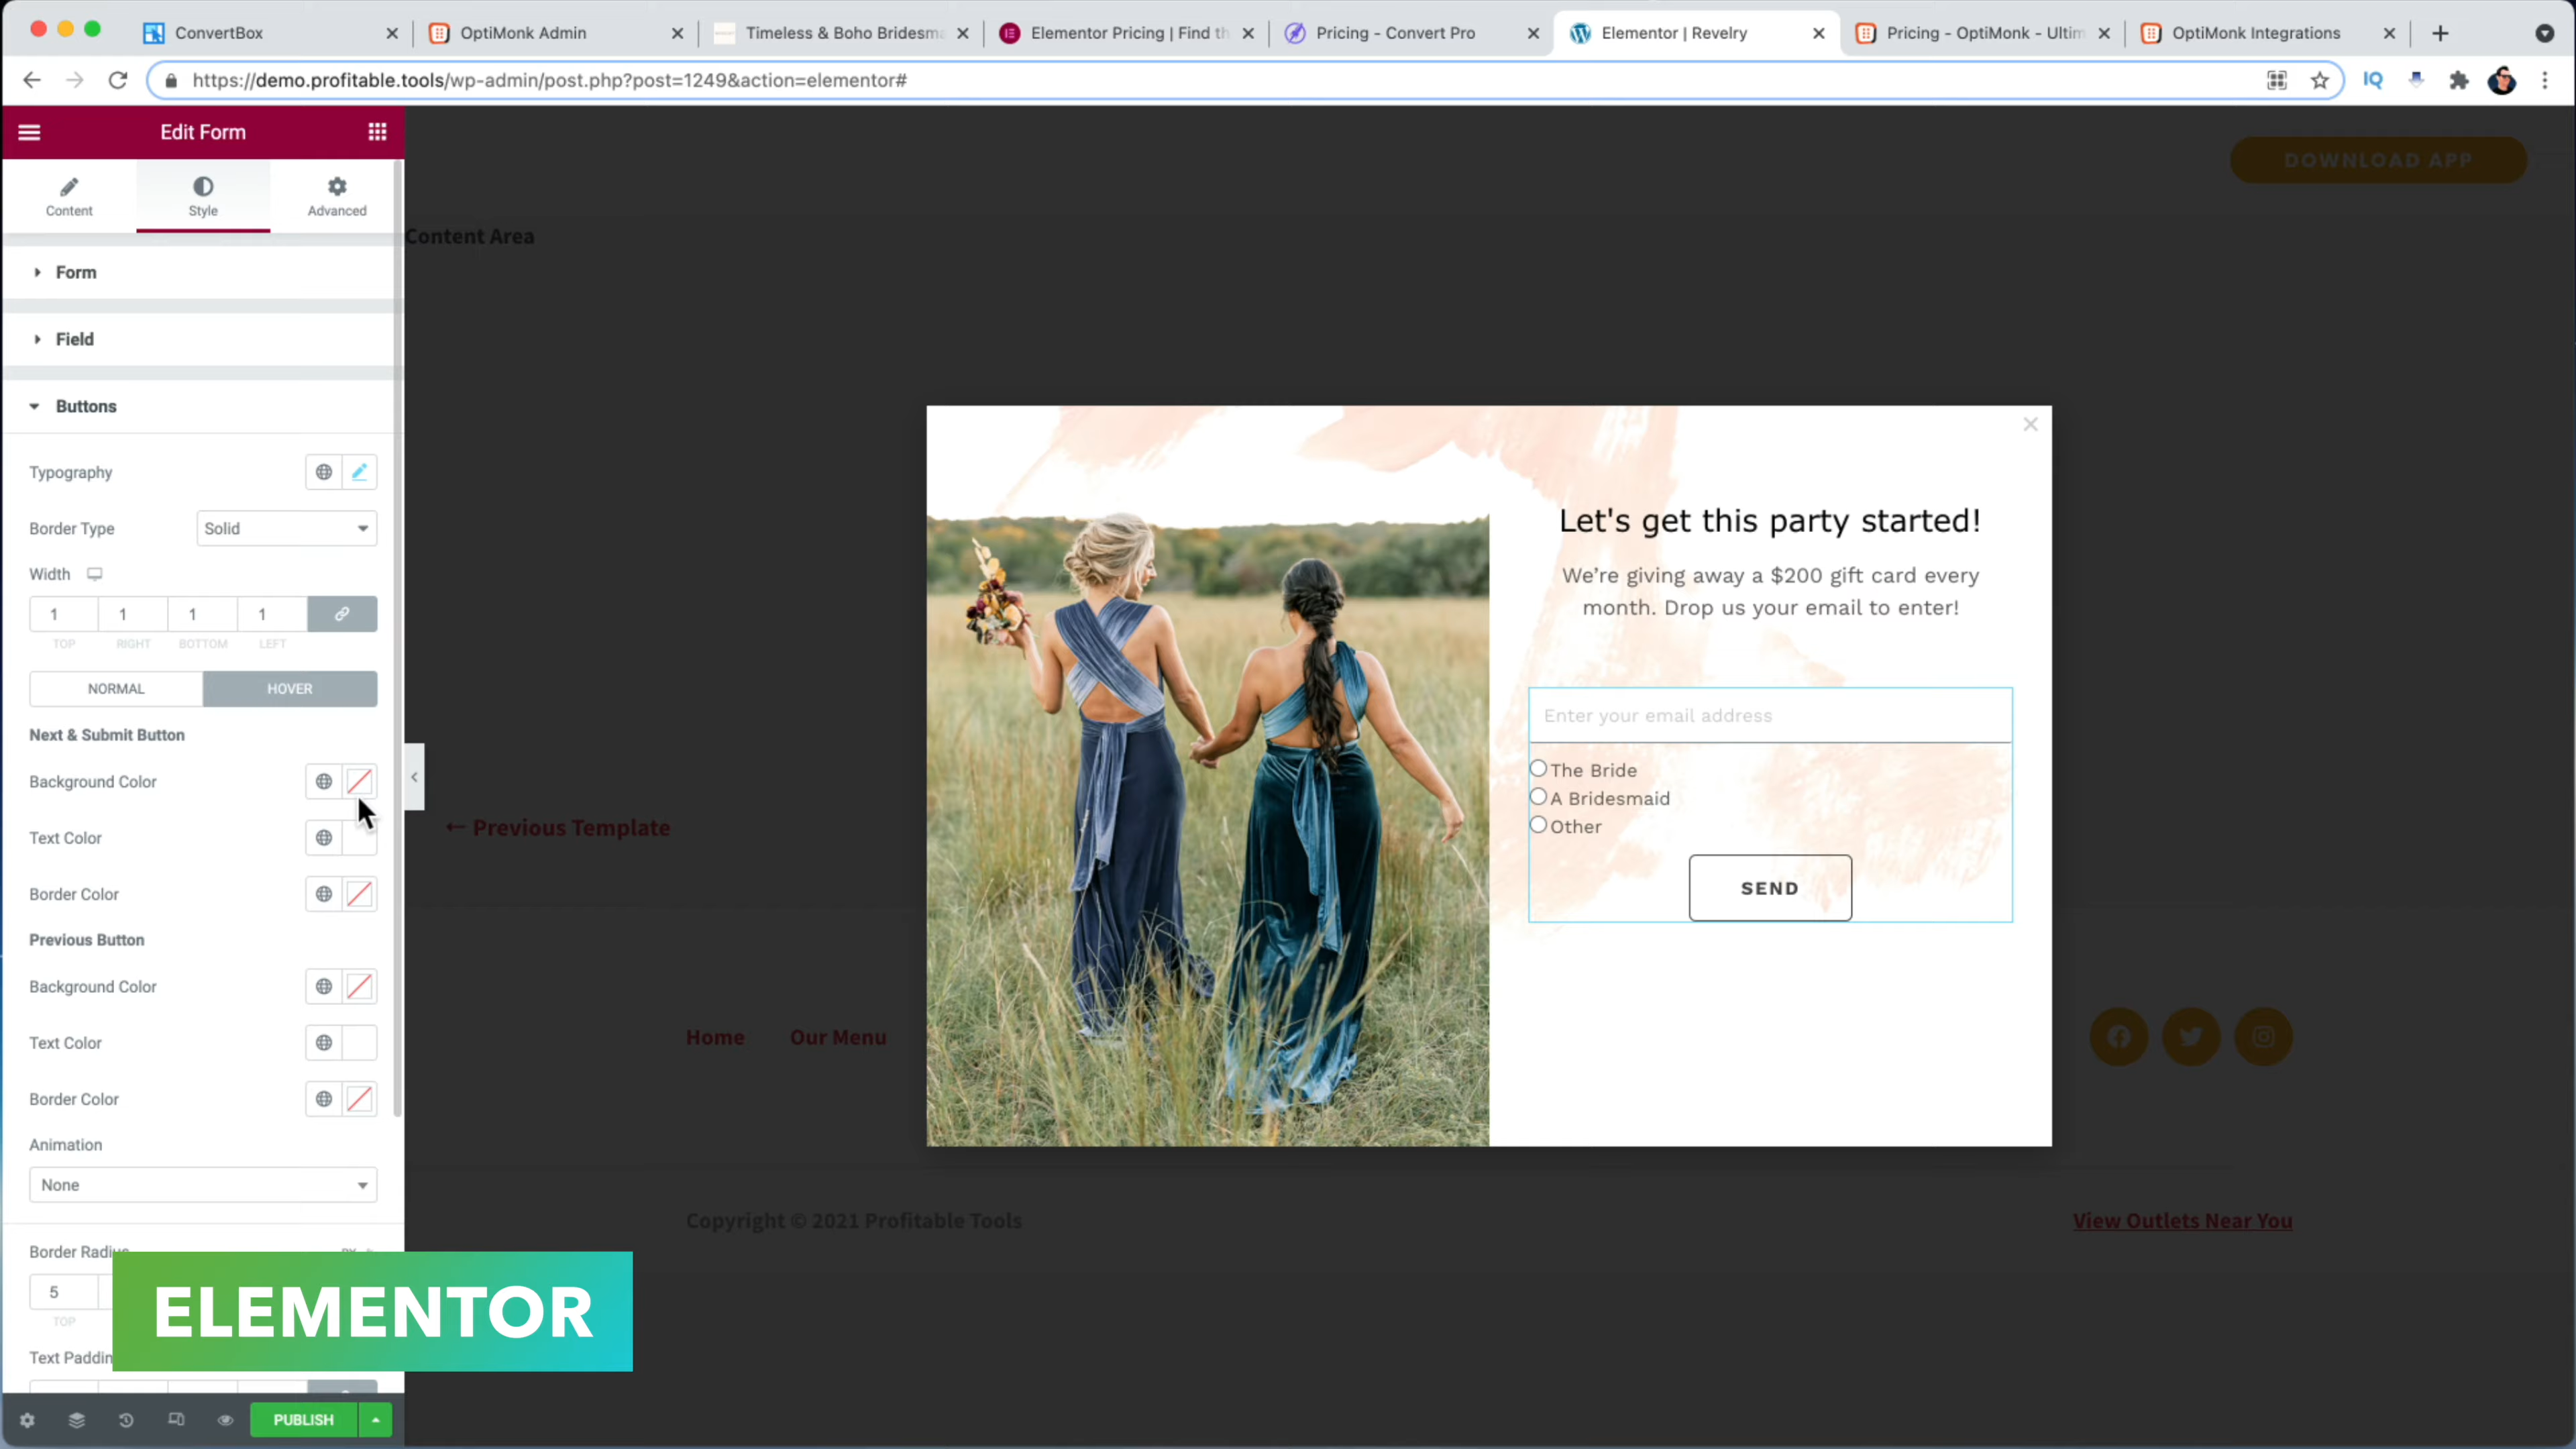 ConvertBox
OptiMonk Admin
Timeless & Boho Bridesma
Elementor Pricing | Find th
Pricing - Convert Pro
Elementor | Revelry
Pricing - OptiMonk - Ultim
OptiMonk Integrations
https://demo.profitable.tools/wp-admin/post.php?post=1249&action=elementor#
IQ
Edit Form
DOWNLOAD APP
Content
Style
Advanced
Content Area
Form
Field
Buttons
Typography
Border Type
Solid
Width
1 1 1 1
TOP RIGHT BOTTOM LEFT
NORMAL HOVER
Next & Submit Button
Background Color
Text Color
Border Color
Previous Button
Background Color
Text Color
Border Color
Animation
None
Border Radius
5
TOP
Text Paddin
PUBLISH
Let's get this party started!
We're giving away a $200 gift card every
month. Drop us your email to enter!
Enter your email address
The Bride
A Bridesmaid
Other
SEND
← Previous Template
Home Our Menu
Copyright © 2021 Profitable Tools
View Outlets Near You
ELEMENTOR